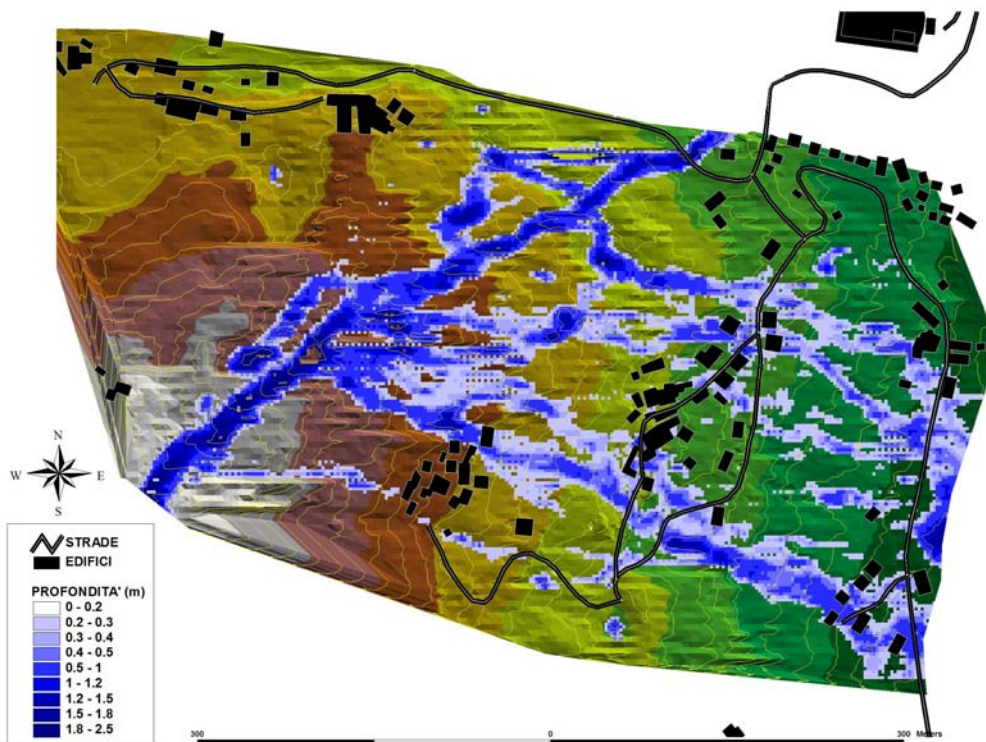 N
W E
S
STRADE
EDIFICI
PROFONDITA' (m)
0 - 0.2
0.2 - 0.3
0.3 - 0.4
0.4 - 0.5
0.5 - 1
1 - 1.2
1.2 - 1.5
1.5 - 1.8
1.8 - 2.5
300 0 300 Meters